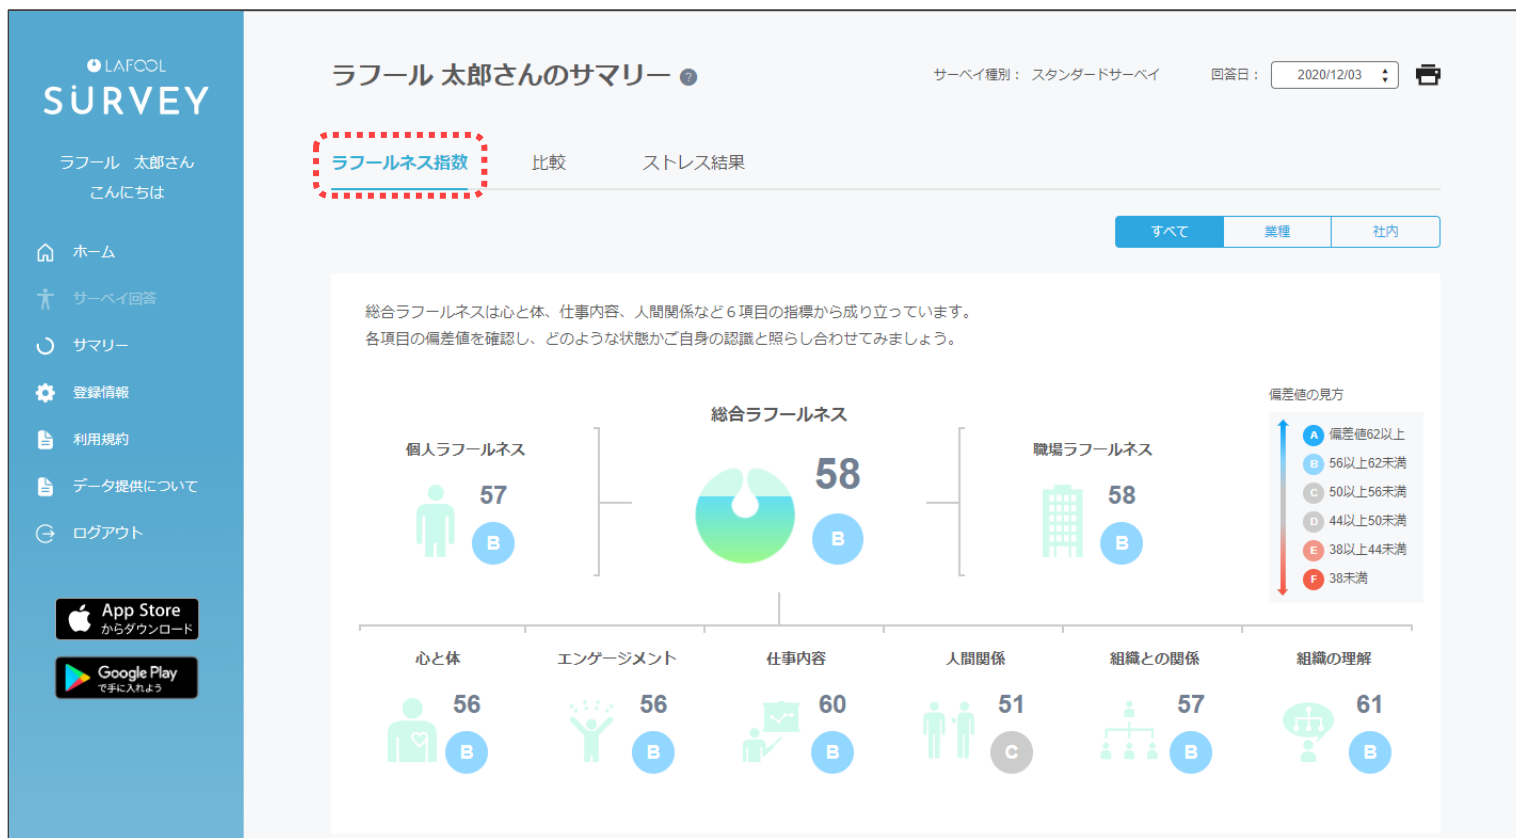 LAFOOL
SURVEY
ラフール 太郎さん
こんにちは
ホーム
サーベイ回答
サマリー
登録情報
利用規約
データ提供について
ログアウト
App Store
からダウンロード
Google Play
で手に入れよう
ラフール 太郎さんのサマリー ?
サーベイ種別： スタンダードサーベイ 回答日： 2020/12/03
ラフールネス指数 比較 ストレス結果
すべて 業種 社内
総合ラフールネスは心と体、仕事内容、人間関係など６項目の指標から成り立っています。
各項目の偏差値を確認し、どのような状態かご自身の認識と照らし合わせてみましょう。
個人ラフールネス
57
B
総合ラフールネス
58
B
職場ラフールネス
58
B
偏差値の見方
A 偏差値62以上
B 56以上62未満
C 50以上56未満
D 44以上50未満
E 38以上44未満
F 38未満
心と体
56
B
エンゲージメント
56
B
仕事内容
60
B
人間関係
51
C
組織との関係
57
B
組織の理解
61
B